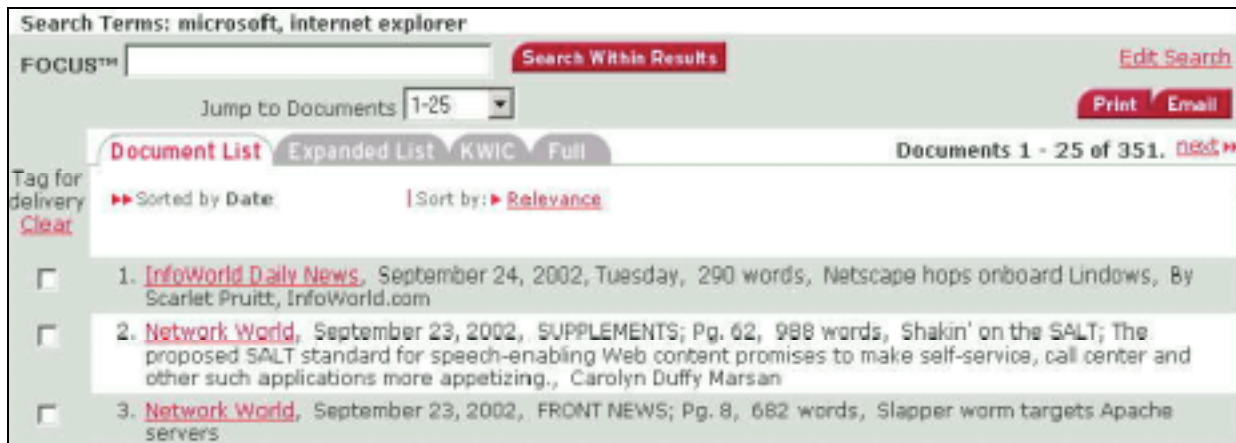 Search Terms: microsoft, internet explorer
FOCUS™ Search Within Results Edit Search
Jump to Documents 1-25 Print Email
Document List Expanded List KWIC Full Documents 1 - 25 of 351. next
Tag for
delivery Sorted by Date Sort by: Relevance
Clear
1. InfoWorld Daily News, September 24, 2002, Tuesday, 290 words, Netscape hops onboard Lindows, By
Scarlet Pruitt, InfoWorld.com
2. Network World, September 23, 2002, SUPPLEMENTS; Pg. 62, 988 words, Shakin' on the SALT; The
proposed SALT standard for speech-enabling Web content promises to make self-service, call center and
other such applications more appetizing., Carolyn Duffy Marsan
3. Network World, September 23, 2002, FRONT NEWS; Pg. 8, 682 words, Slapper worm targets Apache
servers